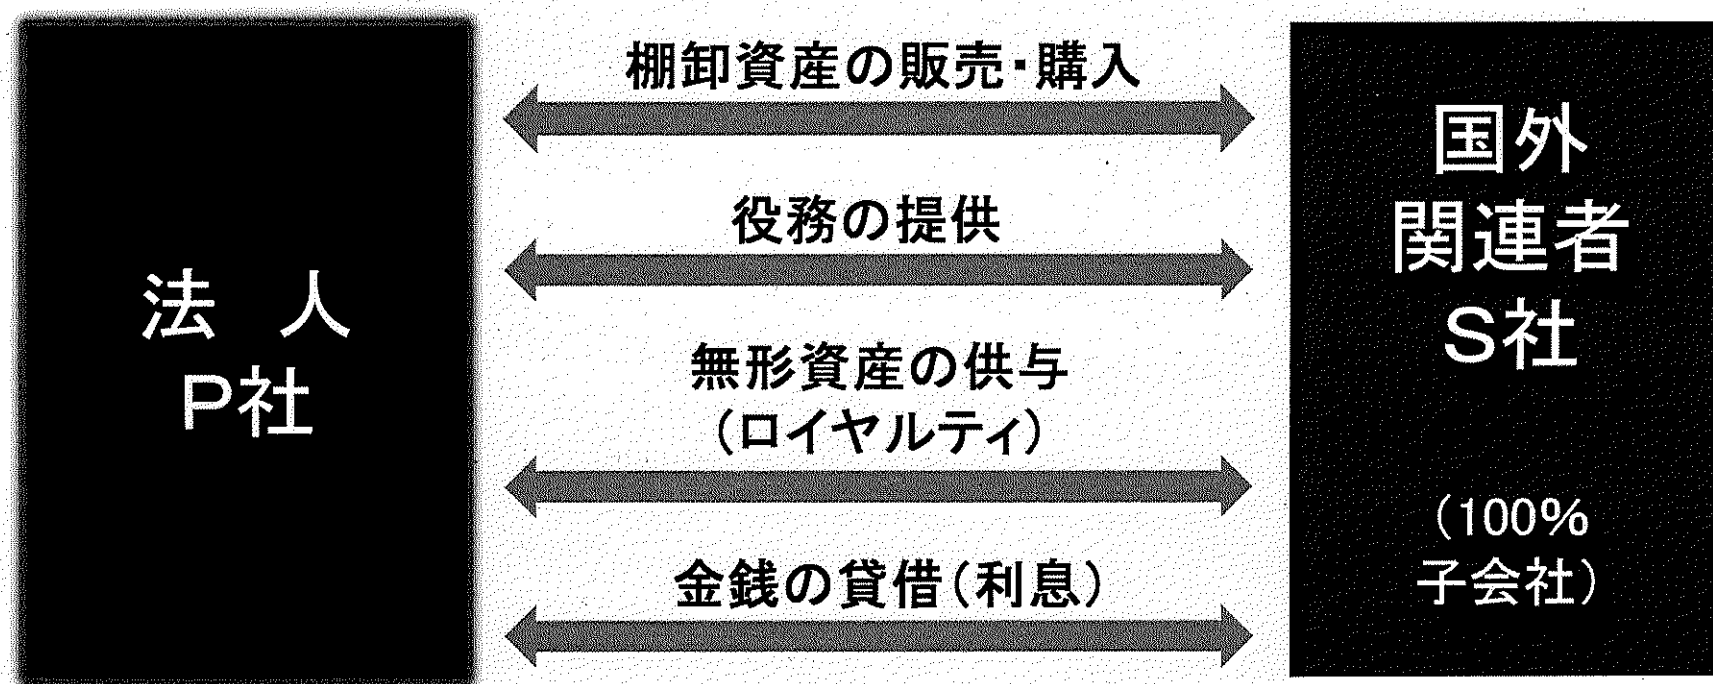 法 人
P社
棚卸資産の販売・購入
役務の提供
無形資産の供与
（ロイヤルティ）
金銭の貸借（利息）
国外
関連者
S社
（100%
子会社）